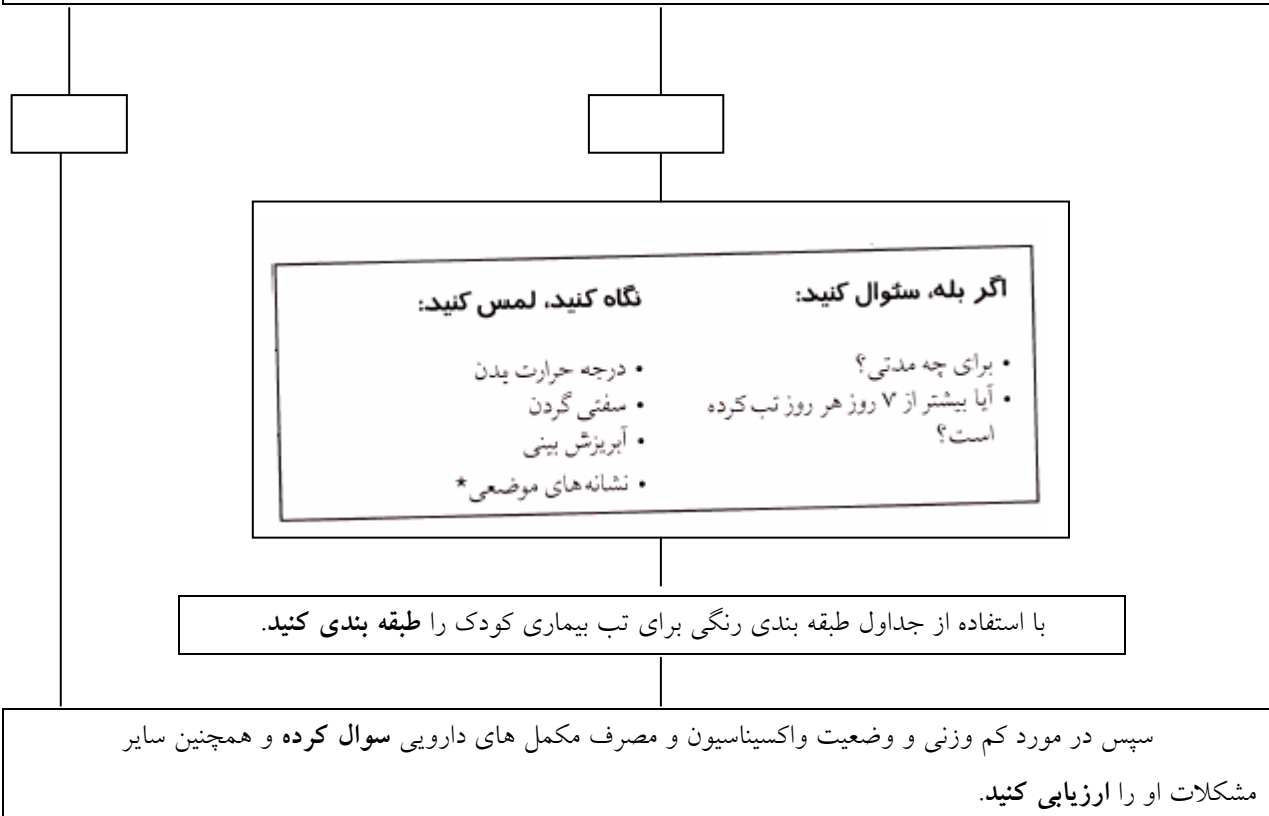 اگر بله، سئوال کنید:
• برای چه مدتی؟
• آیا بیشتر از ۷ روز هر روز تب کرده
است؟
نگاه کنید، لمس کنید:
• درجه حرارت بدن
• سفتی گردن
• آبریزش بینی
• نشانه‌های موضعی*
با استفاده از جداول طبقه بندی رنگی برای تب بیماری کودک را طبقه بندی کنید.
سپس در مورد کم وزنی و وضعیت واکسیناسیون و مصرف مکمل های دارویی سوال کرده و همچنین سایر
مشکلات او را ارزیابی کنید.